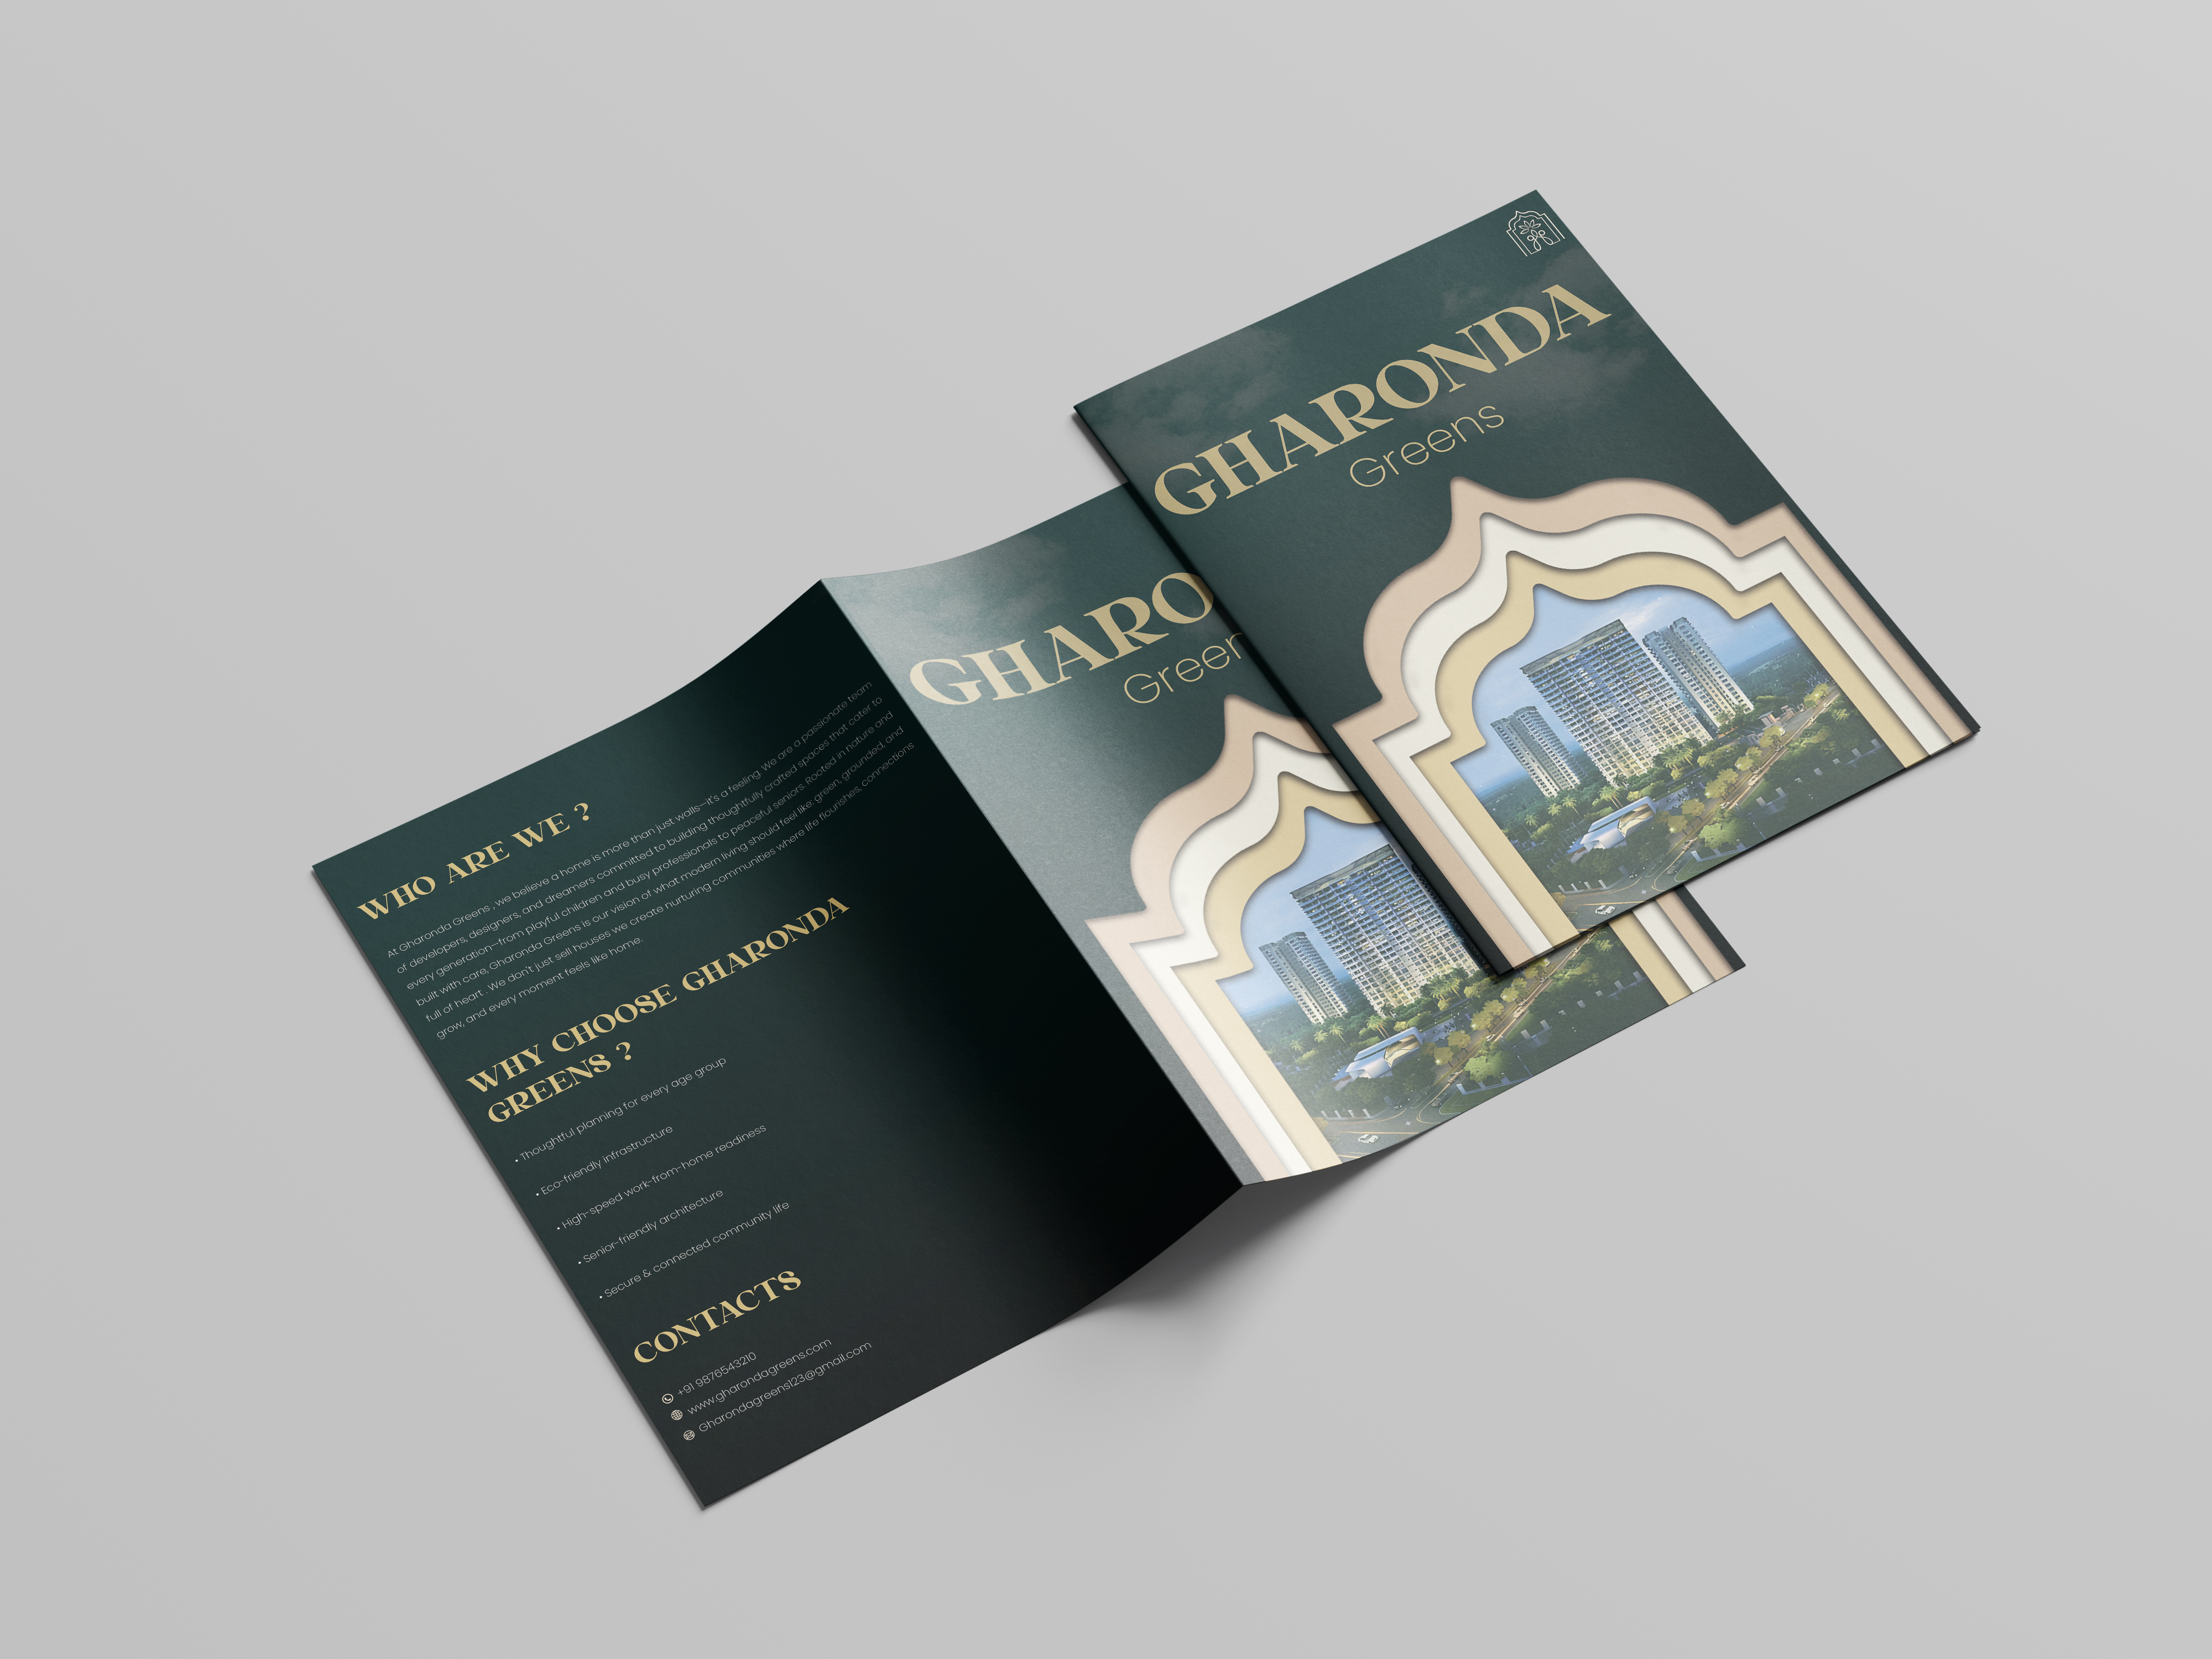 GHARONDA
Greens
GHARO
Green
WHO ARE WE ?
At Gharonda Greens , we believe a home is more than just walls—it's a feeling. We are a passionate team
of developers, designers, and dreamers committed to building thoughtfully crafted spaces that cater to
every generation—from playful children and busy professionals to peaceful seniors. Rooted in nature and
built with care, Gharonda Greens is our vision of what modern living should feel like: green, grounded, and
full of heart . We don't just sell houses we create nurturing communities where life flourishes, connections
grow, and every moment feels like home.
WHY CHOOSE GHARONDA
GREENS ?
• Thoughtful planning for every age group
• Eco-friendly infrastructure
• High-speed work-from-home readiness
• Senior-friendly architecture
• Secure & connected community life
CONTACTS
+91 9876543210
www.gharondagreens.com
Gharondagreens123@gmail.com